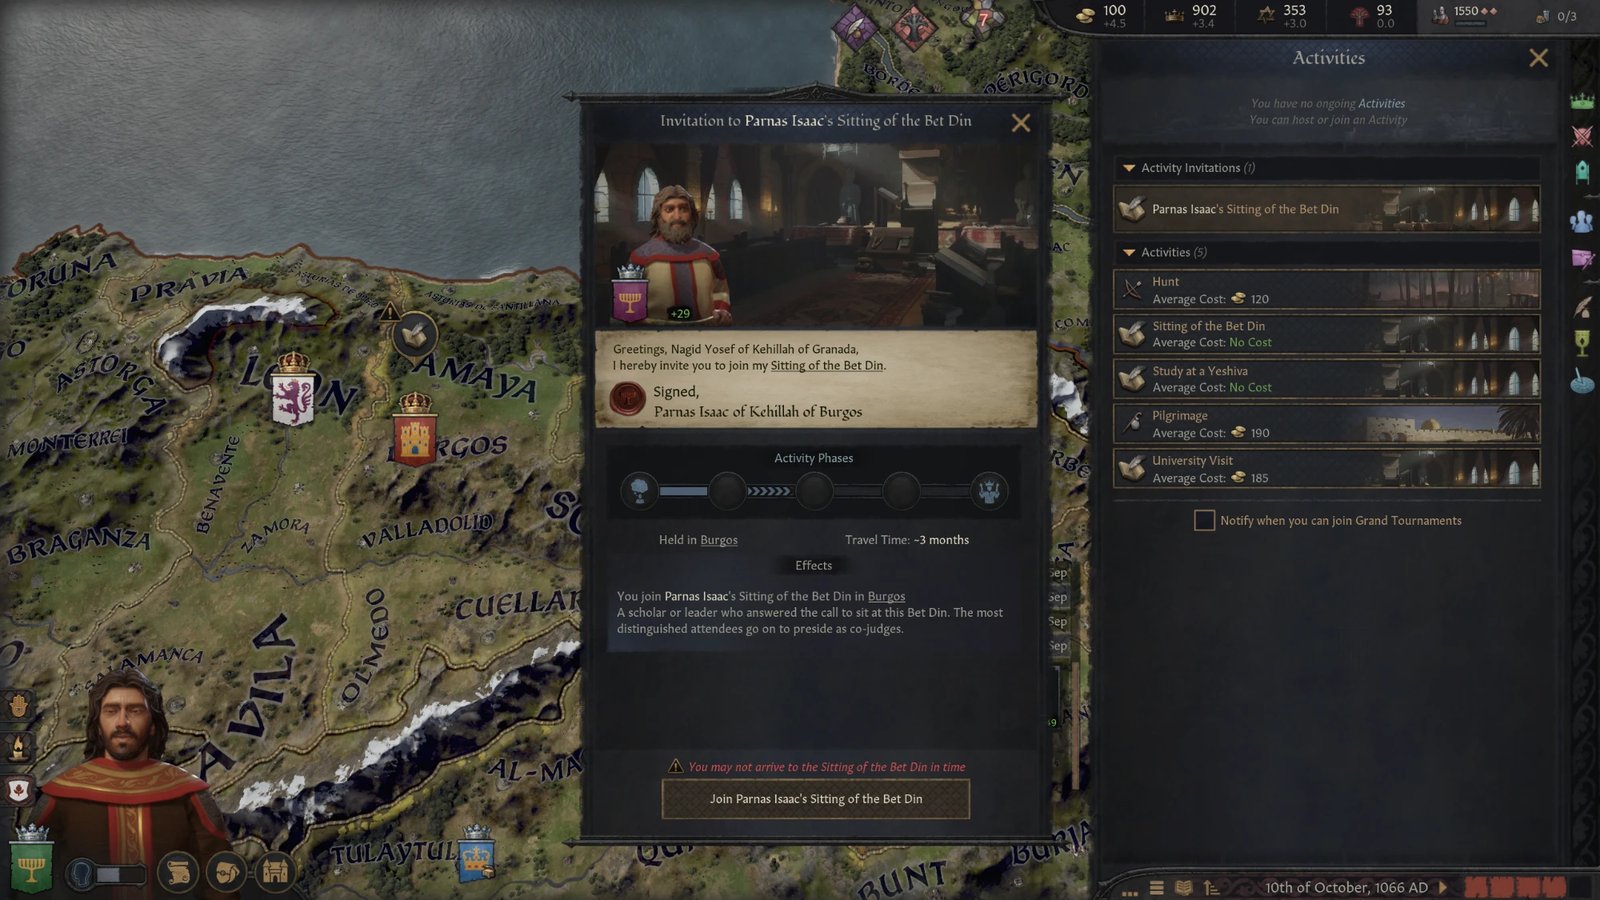 100
+4.5
902
+3.4
353
+3.0
93
0.0
1550
0/3
7
Activities
You have no ongoing Activities
You can host or join an Activity
Activity Invitations (1)
Parnas Isaac's Sitting of the Bet Din
Activities (5)
Hunt
Average Cost: 120
Sitting of the Bet Din
Average Cost: No Cost
Study at a Yeshiva
Average Cost: No Cost
Pilgrimage
Average Cost: 190
University Visit
Average Cost: 185
Notify when you can join Grand Tournaments
Invitation to Parnas Isaac's Sitting of the Bet Din
+29
Greetings, Nagid Yosef of Kehillah of Granada,
I hereby invite you to join my Sitting of the Bet Din.
Signed,
Parnas Isaac of Kehillah of Burgos
Activity Phases
Held in Burgos
Travel Time: ~3 months
Effects
You join Parnas Isaac's Sitting of the Bet Din in Burgos
A scholar or leader who answered the call to sit at this Bet Din. The most
distinguished attendees go on to preside as co-judges.
You may not arrive to the Sitting of the Bet Din in time
Join Parnas Isaac's Sitting of the Bet Din
PÉRIGORD
PRAVIA
ASTORGA
AMAYA
MONTERREI
BENAVENTE
ZAMORA
VALLADOLID
BRAGANZA
CUELLAR
OLMEDO
AVILA
TULAYTUL
BUNT
Sep
Sep
Sep
Sep
10th of October, 1066 AD